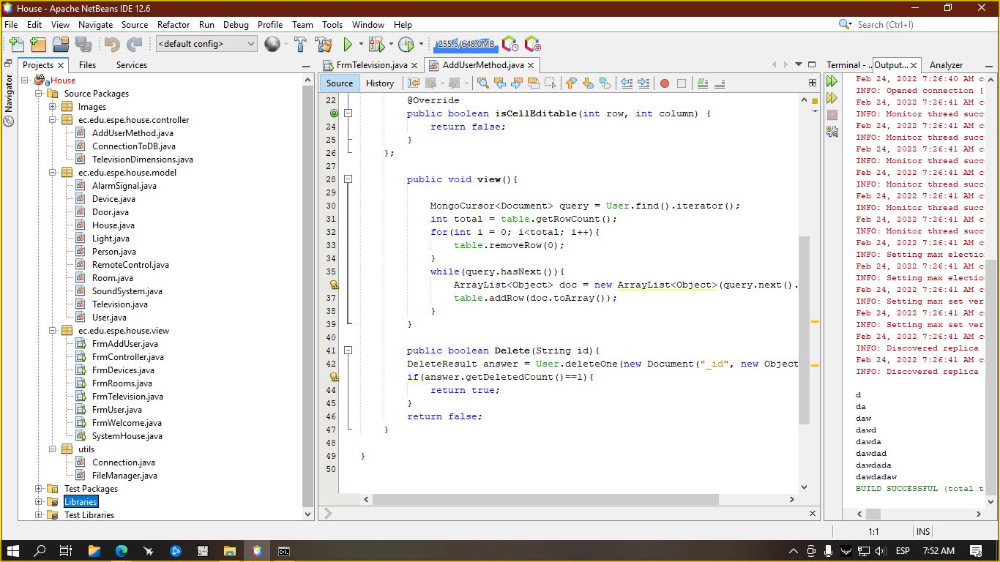 House - Apache NetBeans IDE 12.6
File Edit View Navigate Source Refactor Run Debug Profile Team Tools Window Help
Search (Ctrl+I)
<default config>
255.5/648.0MB
Projects Files Services
Navigator
House
Source Packages
Images
ec.edu.espe.house.controller
AddUserMethod.java
ConnectionToDB.java
TelevisionDimensions.java
ec.edu.espe.house.model
AlarmSignal.java
Device.java
Door.java
House.java
Light.java
Person.java
RemoteControl.java
Room.java
SoundSystem.java
Television.java
User.java
ec.edu.espe.house.view
FrmAddUser.java
FrmController.java
FrmDevices.java
FrmRooms.java
FrmTelevision.java
FrmUser.java
FrmWelcome.java
SystemHouse.java
utils
Connection.java
FileManager.java
Test Packages
Libraries
Test Libraries
FrmTelevision.java AddUserMethod.java
Source History
22 @Override
public boolean isCellEditable(int row, int column) {
24 return false;
25 }
26 };
27
28 public void view(){
29
30 MongoCursor<Document> query = User.find().iterator();
31 int total = table.getRowCount();
32 for(int i = 0; i<total; i++){
33 table.removeRow(0);
34 }
35 while(query.hasNext()){
ArrayList<Object> doc = new ArrayList<Object>(query.next().
37 table.addRow(doc.toArray());
38 }
39 }
40
41 public boolean Delete(String id){
42 DeleteResult answer = User.deleteOne(new Document("_id", new Object
if(answer.getDeletedCount()==1){
44 return true;
45 }
46 return false;
47 }
48
49 }
50
Terminal - .. Output... Analyzer
Feb 24, 2022 7:26:40 AM c
INFO: Opened connection [
Feb 24, 2022 7:26:41 AM c
INFO: Monitor thread succ
Feb 24, 2022 7:26:41 AM c
INFO: Monitor thread succ
Feb 24, 2022 7:26:41 AM c
INFO: Monitor thread succ
Feb 24, 2022 7:26:41 AM c
INFO: Monitor thread succ
Feb 24, 2022 7:26:41 AM c
INFO: Monitor thread succ
Feb 24, 2022 7:26:41 AM c
INFO: Monitor thread succ
Feb 24, 2022 7:26:41 AM c
INFO: Setting max electio
Feb 24, 2022 7:26:41 AM c
INFO: Setting max electio
Feb 24, 2022 7:26:41 AM c
INFO: Setting max set ver
Feb 24, 2022 7:26:41 AM c
INFO: Setting max set ver
Feb 24, 2022 7:26:41 AM c
INFO: Discovered replica
Feb 24, 2022 7:26:41 AM c
INFO: Discovered replica
d
da
daw
dawd
dawda
dawdad
dawdada
dawdadaw
BUILD SUCCESSFUL (total t
1:1 INS
WAR ZONE
ESP 7:52 AM